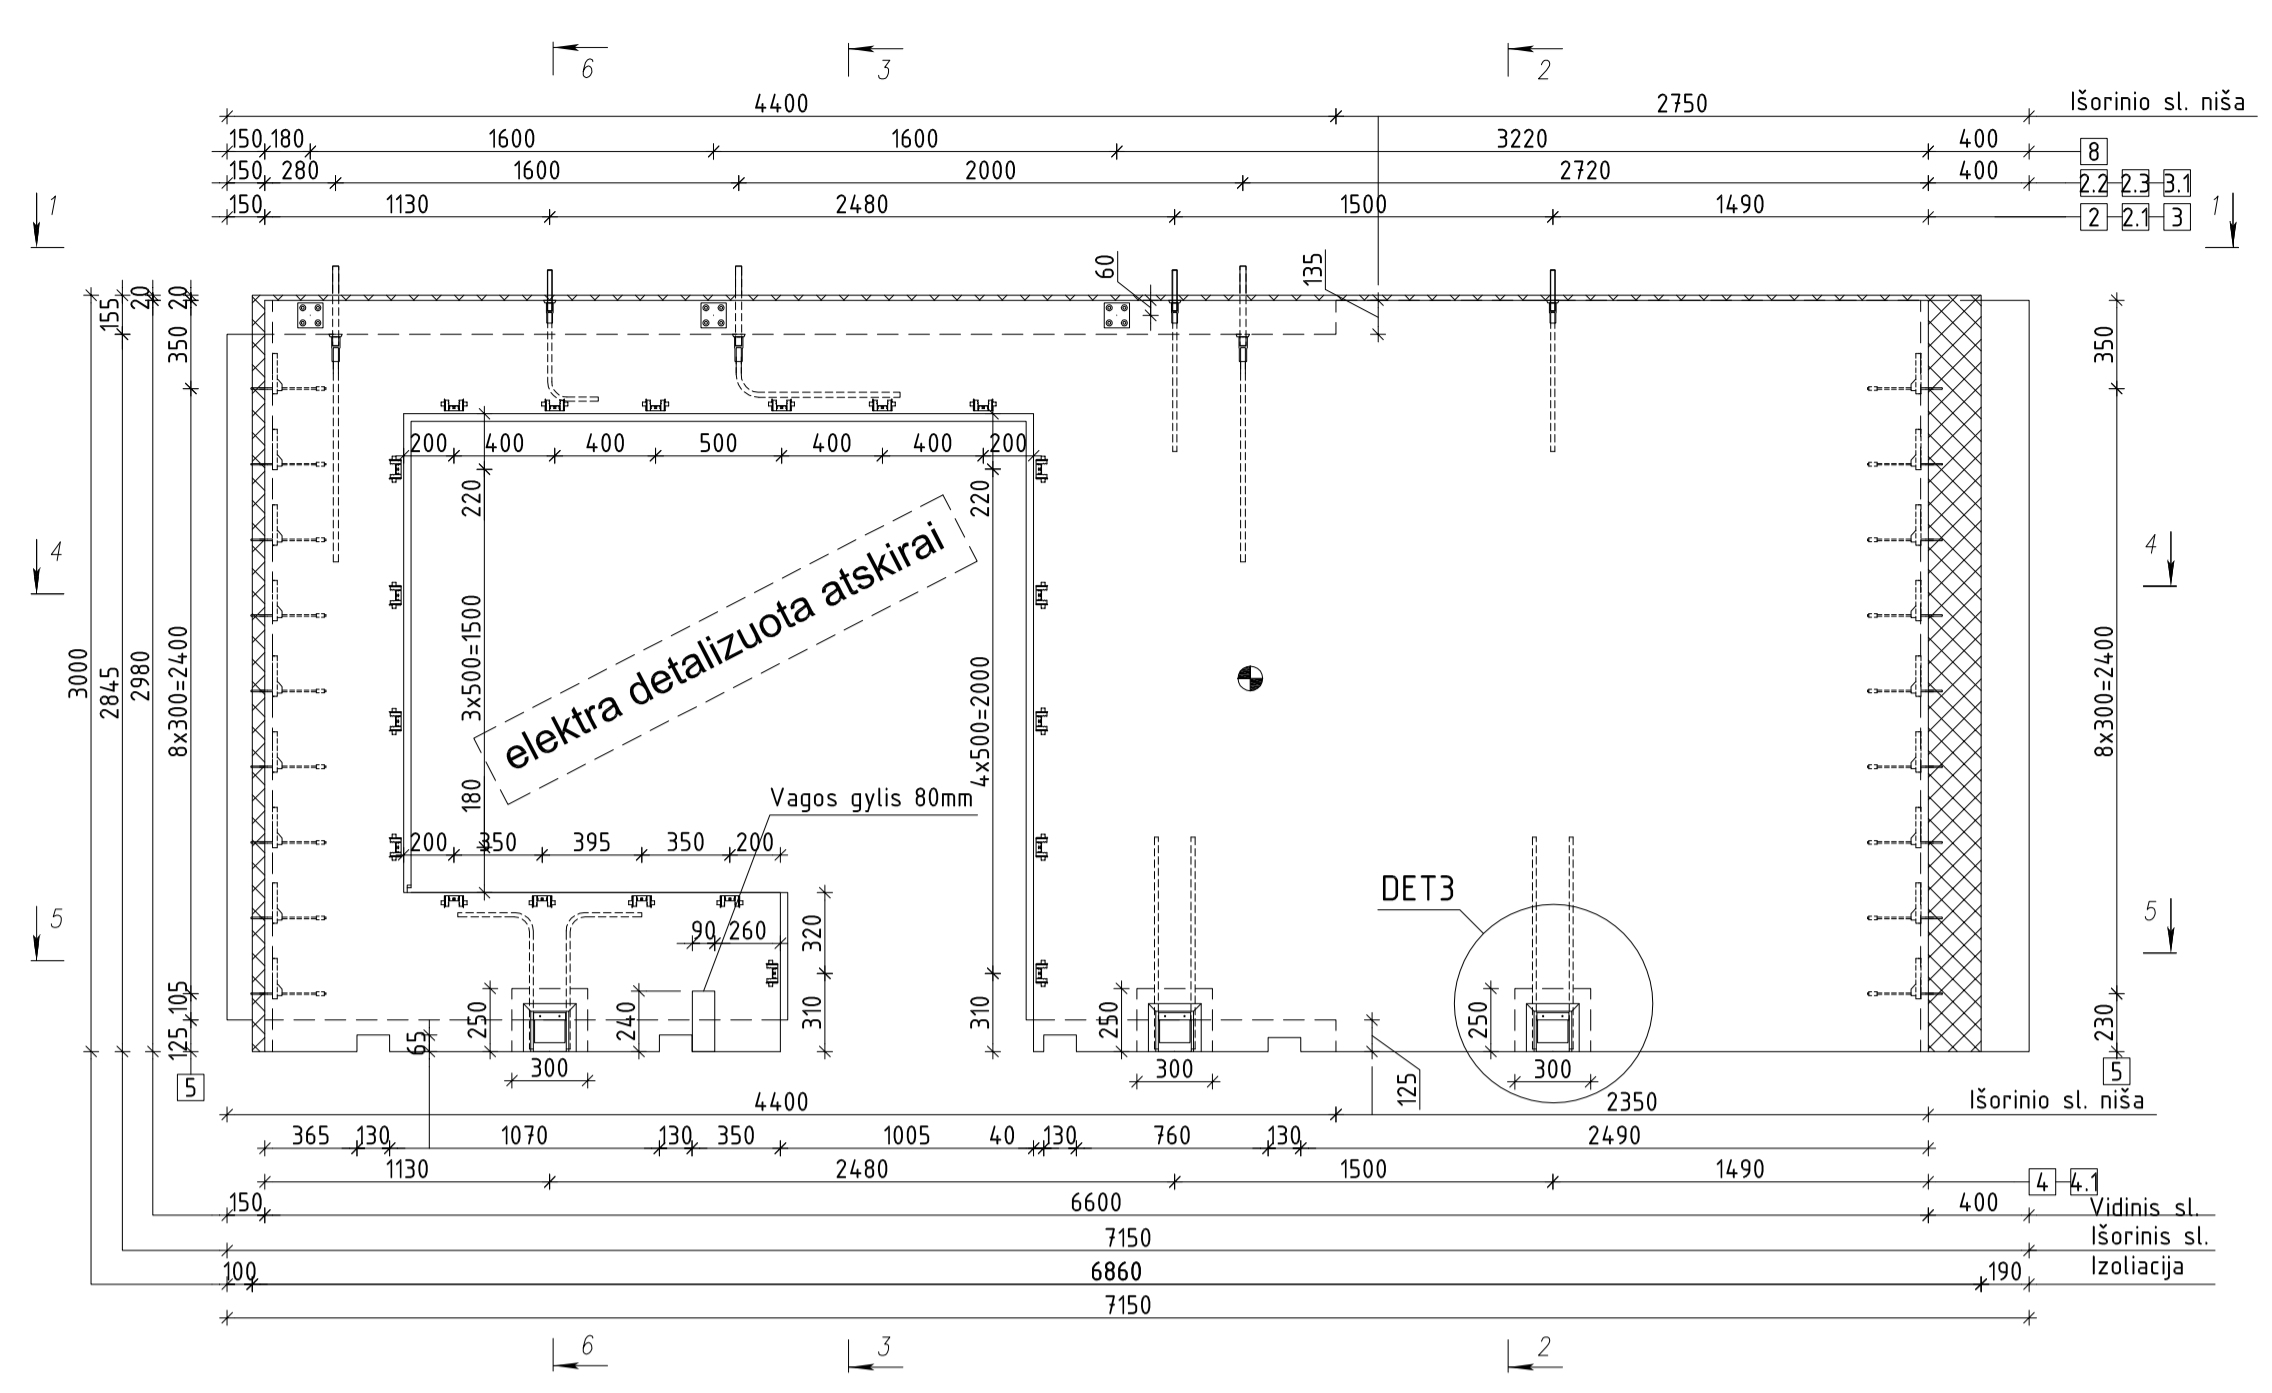 6 3 2
4400 2750 Išorinio sl. niša
150 180 1600 1600 3220 400 8
150 280 1600 2000 2720 400 2.2 2.3 3.1
1 150 1130 2480 1500 1490 2 2.1 3 1
60 135
155 20 20
350 350
200 400 400 500 400 400 200
220 220
4 4
elektra detalizuota atskirai
3000 2845 2980 8x300=2400 3x500=1500 4x500=2000 8x300=2400
180
Vagos gylis 80mm
200 350 395 350 200
DET3
5 90 260 320 5
105 125 65 250 240 310 310 250 250 230
5 300 300 300 5
125
4400 2350 Išorinio sl. niša
365 130 1070 130 350 1005 40 130 760 130 2490
1130 2480 1500 1490 4 4.1
150 6600 400 Vidinis sl.
7150 Išorinis sl.
100 6860 190 Izoliacija
7150
6 3 2